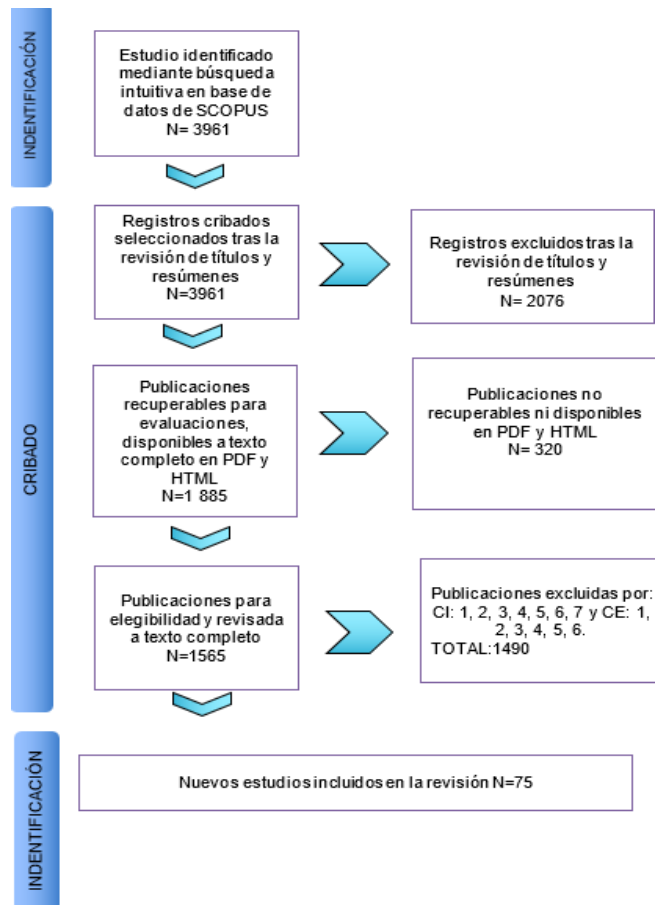 INDENTIFICACIÓN
Estudio identificado
mediante búsqueda
intuitiva en base de
datos de SCOPUS
N= 3961
CRIBADO
Registros cribados
seleccionados tras la
revisión de títulos y
resúmenes
N=3961
Registros excluidos tras la
revisión de títulos y
resúmenes
N= 2076
Publicaciones
recuperables para
evaluaciones,
disponibles a texto
completo en PDF y
HTML
N=1 885
Publicaciones no
recuperables ni disponibles
en PDF y HTML
N= 320
Publicaciones para
elegibilidad y revisada
a texto completo
N=1565
Publicaciones excluidas por:
CI: 1, 2, 3, 4, 5, 6, 7 y CE: 1,
2, 3, 4, 5, 6.
TOTAL:1490
INDENTIFICACIÓN
Nuevos estudios incluidos en la revisión N=75